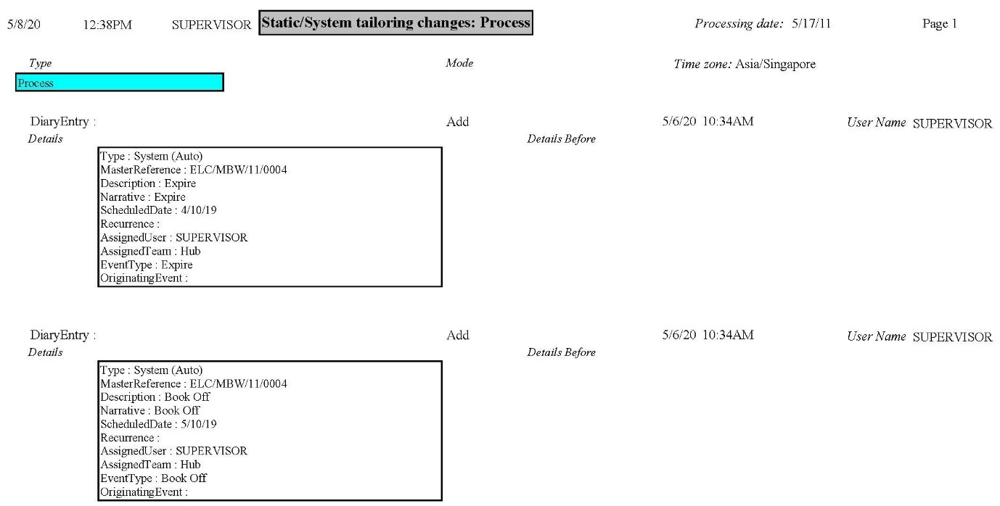 5/8/20 12:38PM SUPERVISOR Static/System tailoring changes: Process Processing date: 5/17/11 Page 1
Type Mode Time zone: Asia/Singapore
Process
DiaryEntry : Add 5/6/20 10:34AM User Name SUPERVISOR
Details Details Before
Type : System (Auto)
MasterReference : ELC/MBW/11/0004
Description : Expire
Narrative : Expire
ScheduledDate : 4/10/19
Recurrence :
AssignedUser : SUPERVISOR
AssignedTeam : Hub
EventType : Expire
OriginatingEvent :
DiaryEntry : Add 5/6/20 10:34AM User Name SUPERVISOR
Details Details Before
Type : System (Auto)
MasterReference : ELC/MBW/11/0004
Description : Book Off
Narrative : Book Off
ScheduledDate : 5/10/19
Recurrence :
AssignedUser : SUPERVISOR
AssignedTeam : Hub
EventType : Book Off
OriginatingEvent :